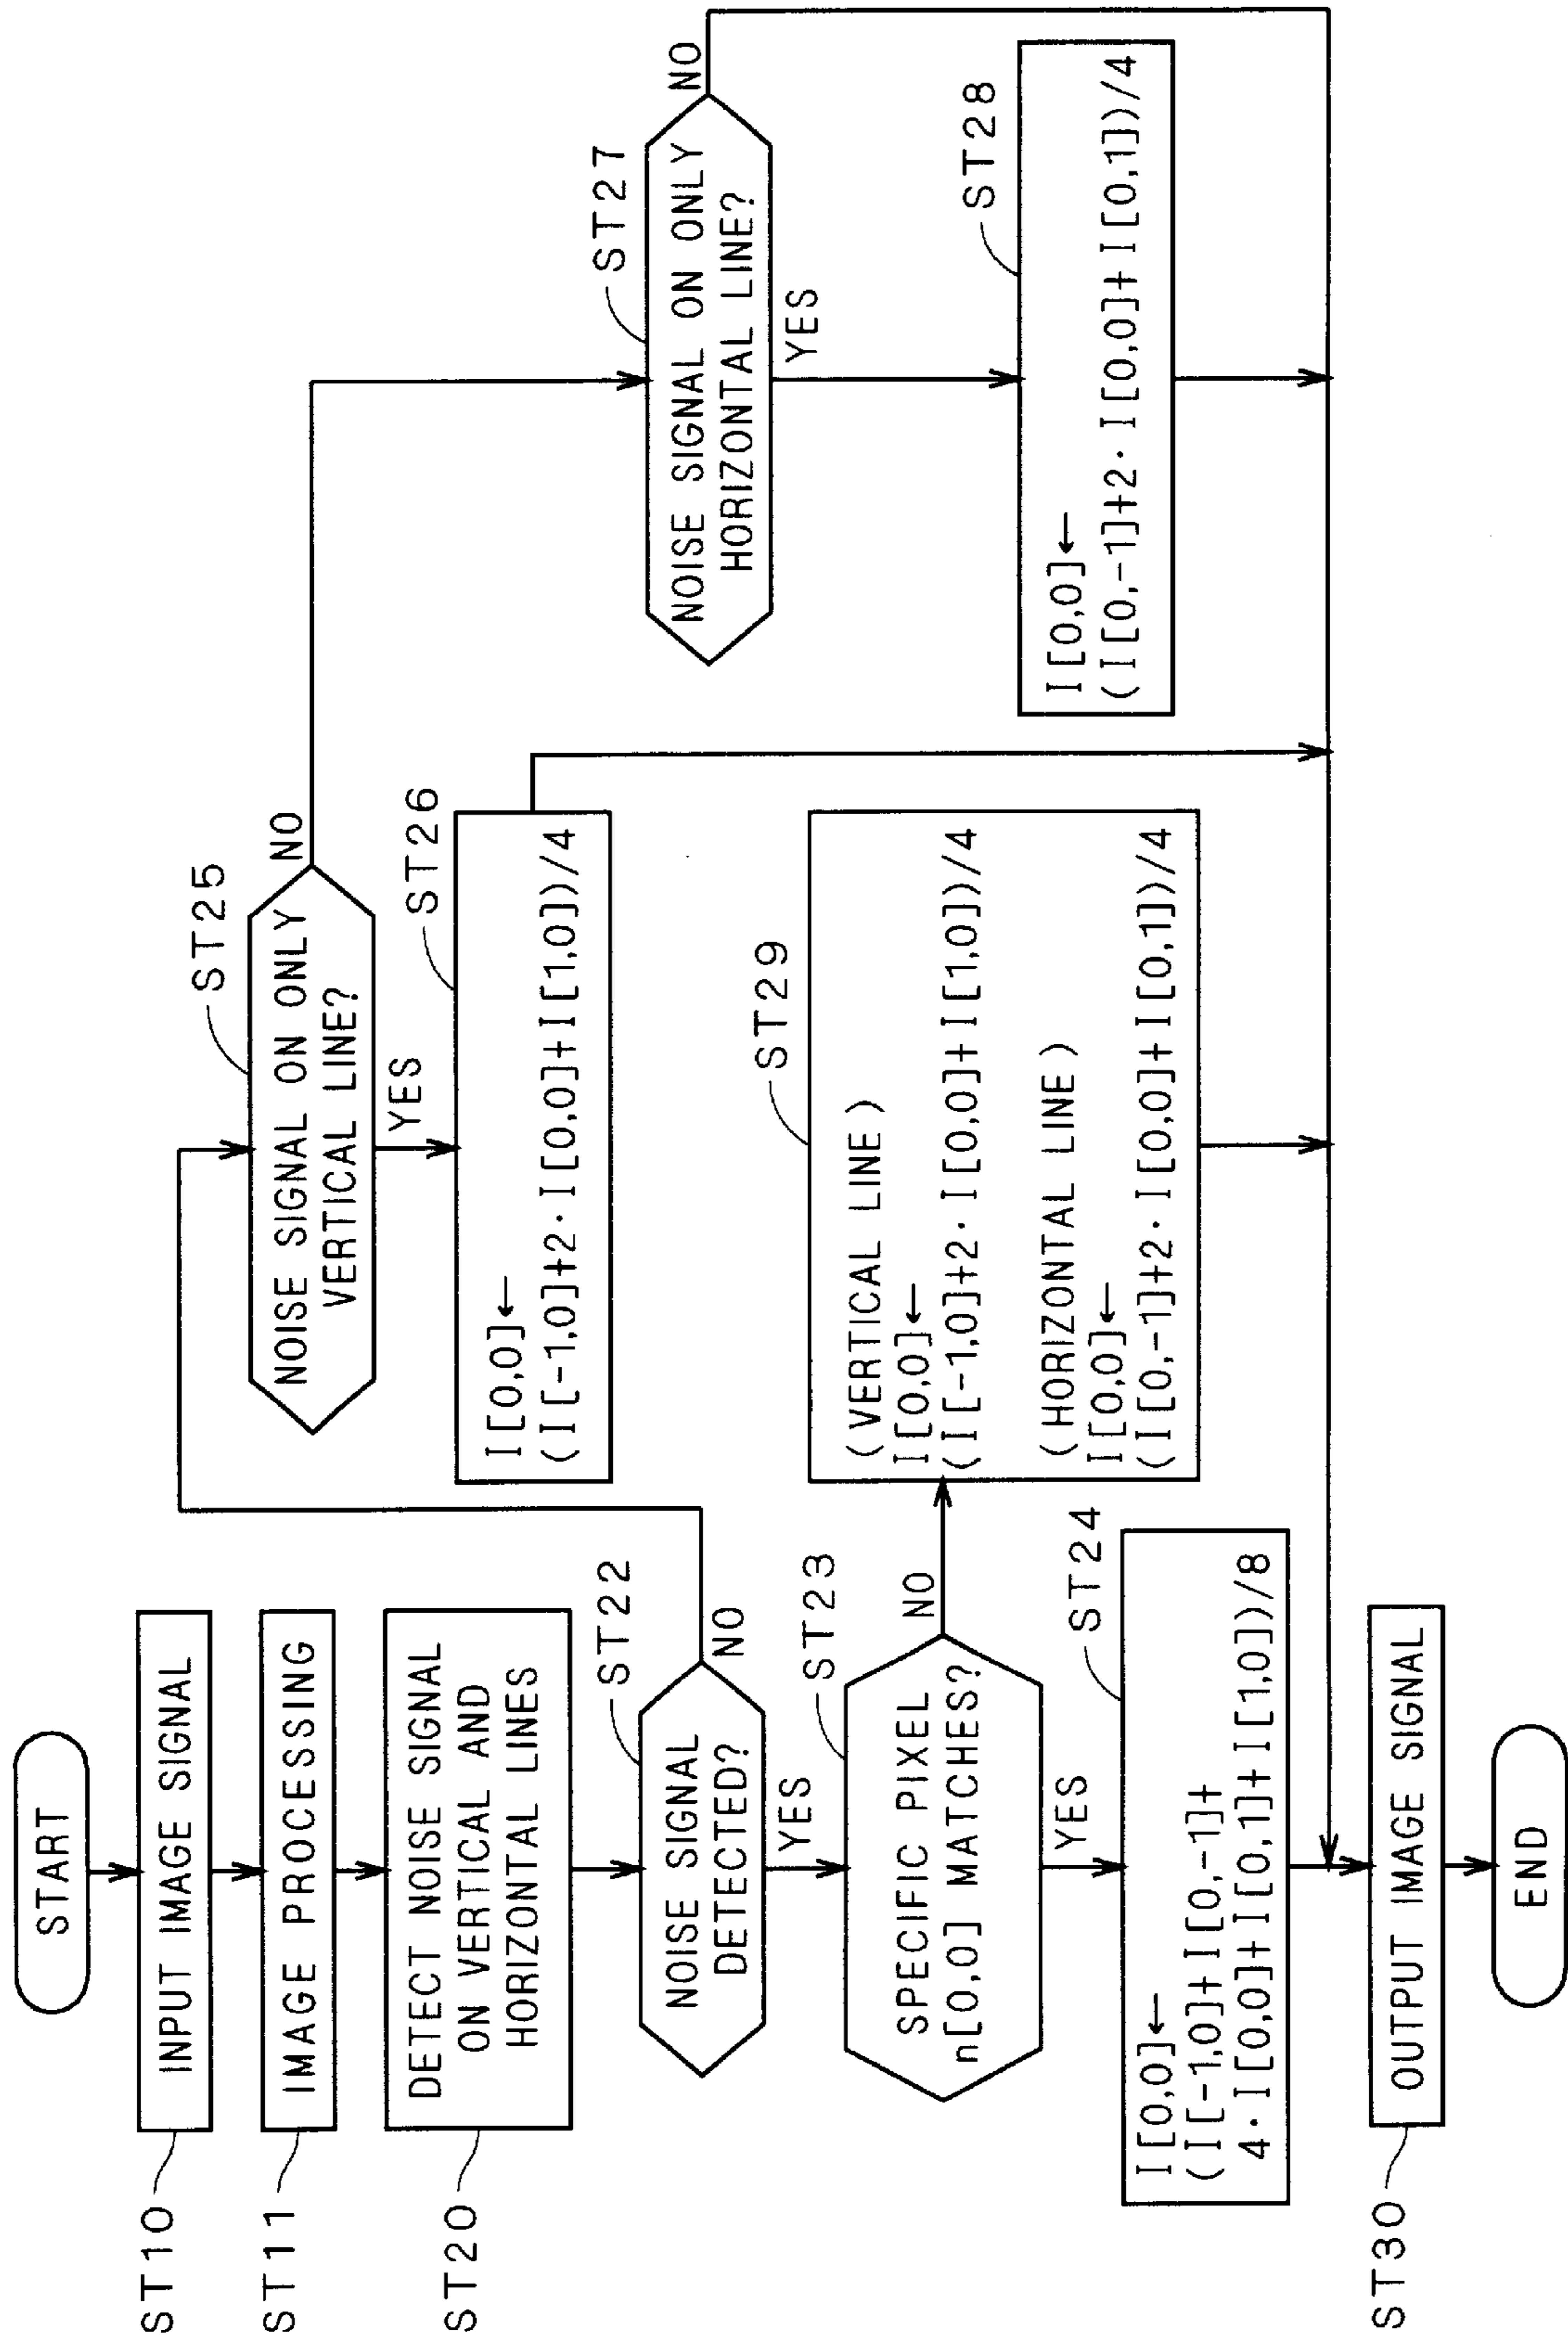 START
ST10
INPUT IMAGE SIGNAL
ST11
IMAGE PROCESSING
ST20
DETECT NOISE SIGNAL
ON VERTICAL AND
HORIZONTAL LINES
ST22
NOISE SIGNAL
DETECTED?
NO
YES
ST23
SPECIFIC PIXEL
n[0,0] MATCHES?
NO
YES
ST24
I[0,0]←
(I[-1,0]+I[0,-1]+
4·I[0,0]+I[0,1]+I[1,0])/8
ST30
OUTPUT IMAGE SIGNAL
END
ST25
NOISE SIGNAL ON ONLY
VERTICAL LINE?
NO
YES
ST26
I[0,0]←
(I[-1,0]+2·I[0,0]+I[1,0])/4
ST29
(VERTICAL LINE)
I[0,0]←
(I[-1,0]+2·I[0,0]+I[1,0])/4
(HORIZONTAL LINE)
I[0,0]←
(I[0,-1]+2·I[0,0]+I[0,1])/4
ST27
NOISE SIGNAL ON ONLY
HORIZONTAL LINE?
NO
YES
ST28
I[0,0]←
(I[0,-1]+2·I[0,0]+I[0,1])/4